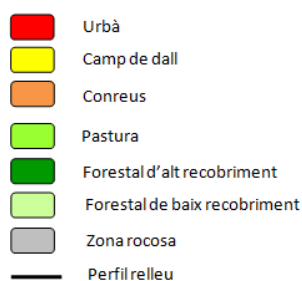 Urbà
Camp de dall
Conreus
Pastura
Forestal d'alt recobriment
Forestal de baix recobriment
Zona rocosa
Perfil relleu